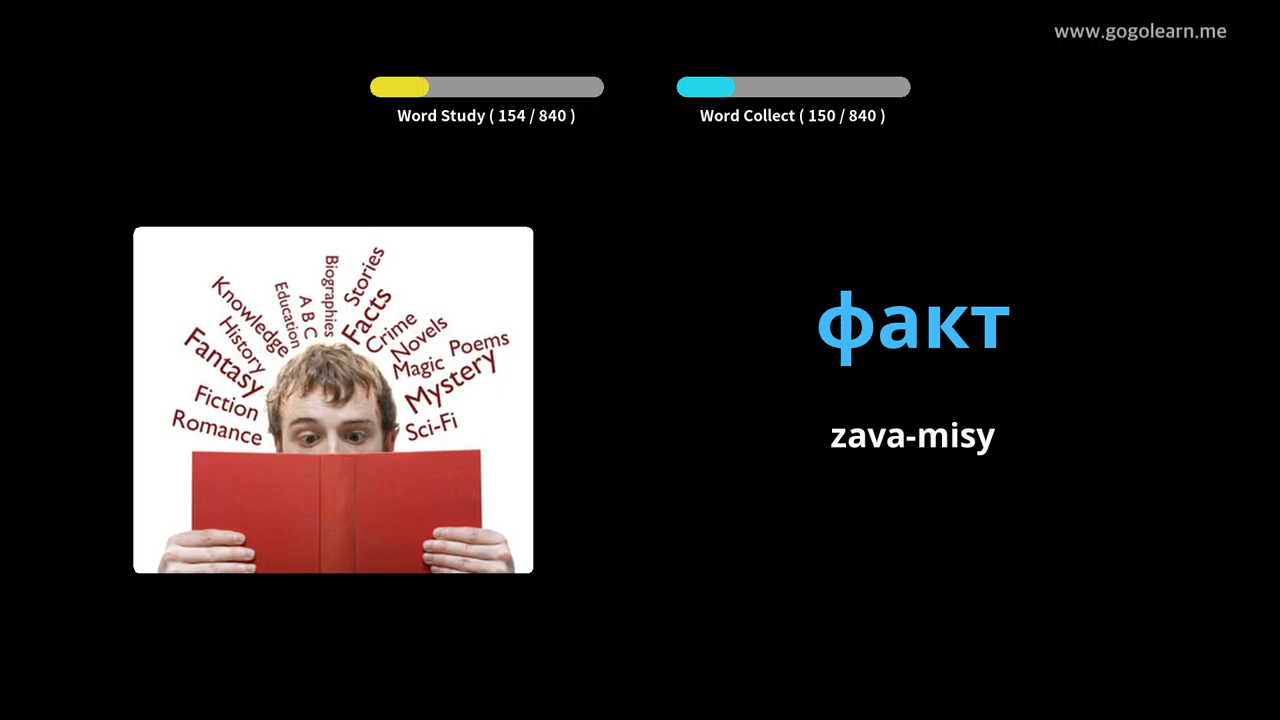 www.gogolearn.me
Word Study ( 154 / 840 )
Word Collect ( 150 / 840 )
Knowledge
Education
A B C
Biographies
Stories
Facts
Crime
Novels
Poems
History
Fantasy
Magic
Mystery
Fiction
Romance
Sci-Fi
факт
zava-misy